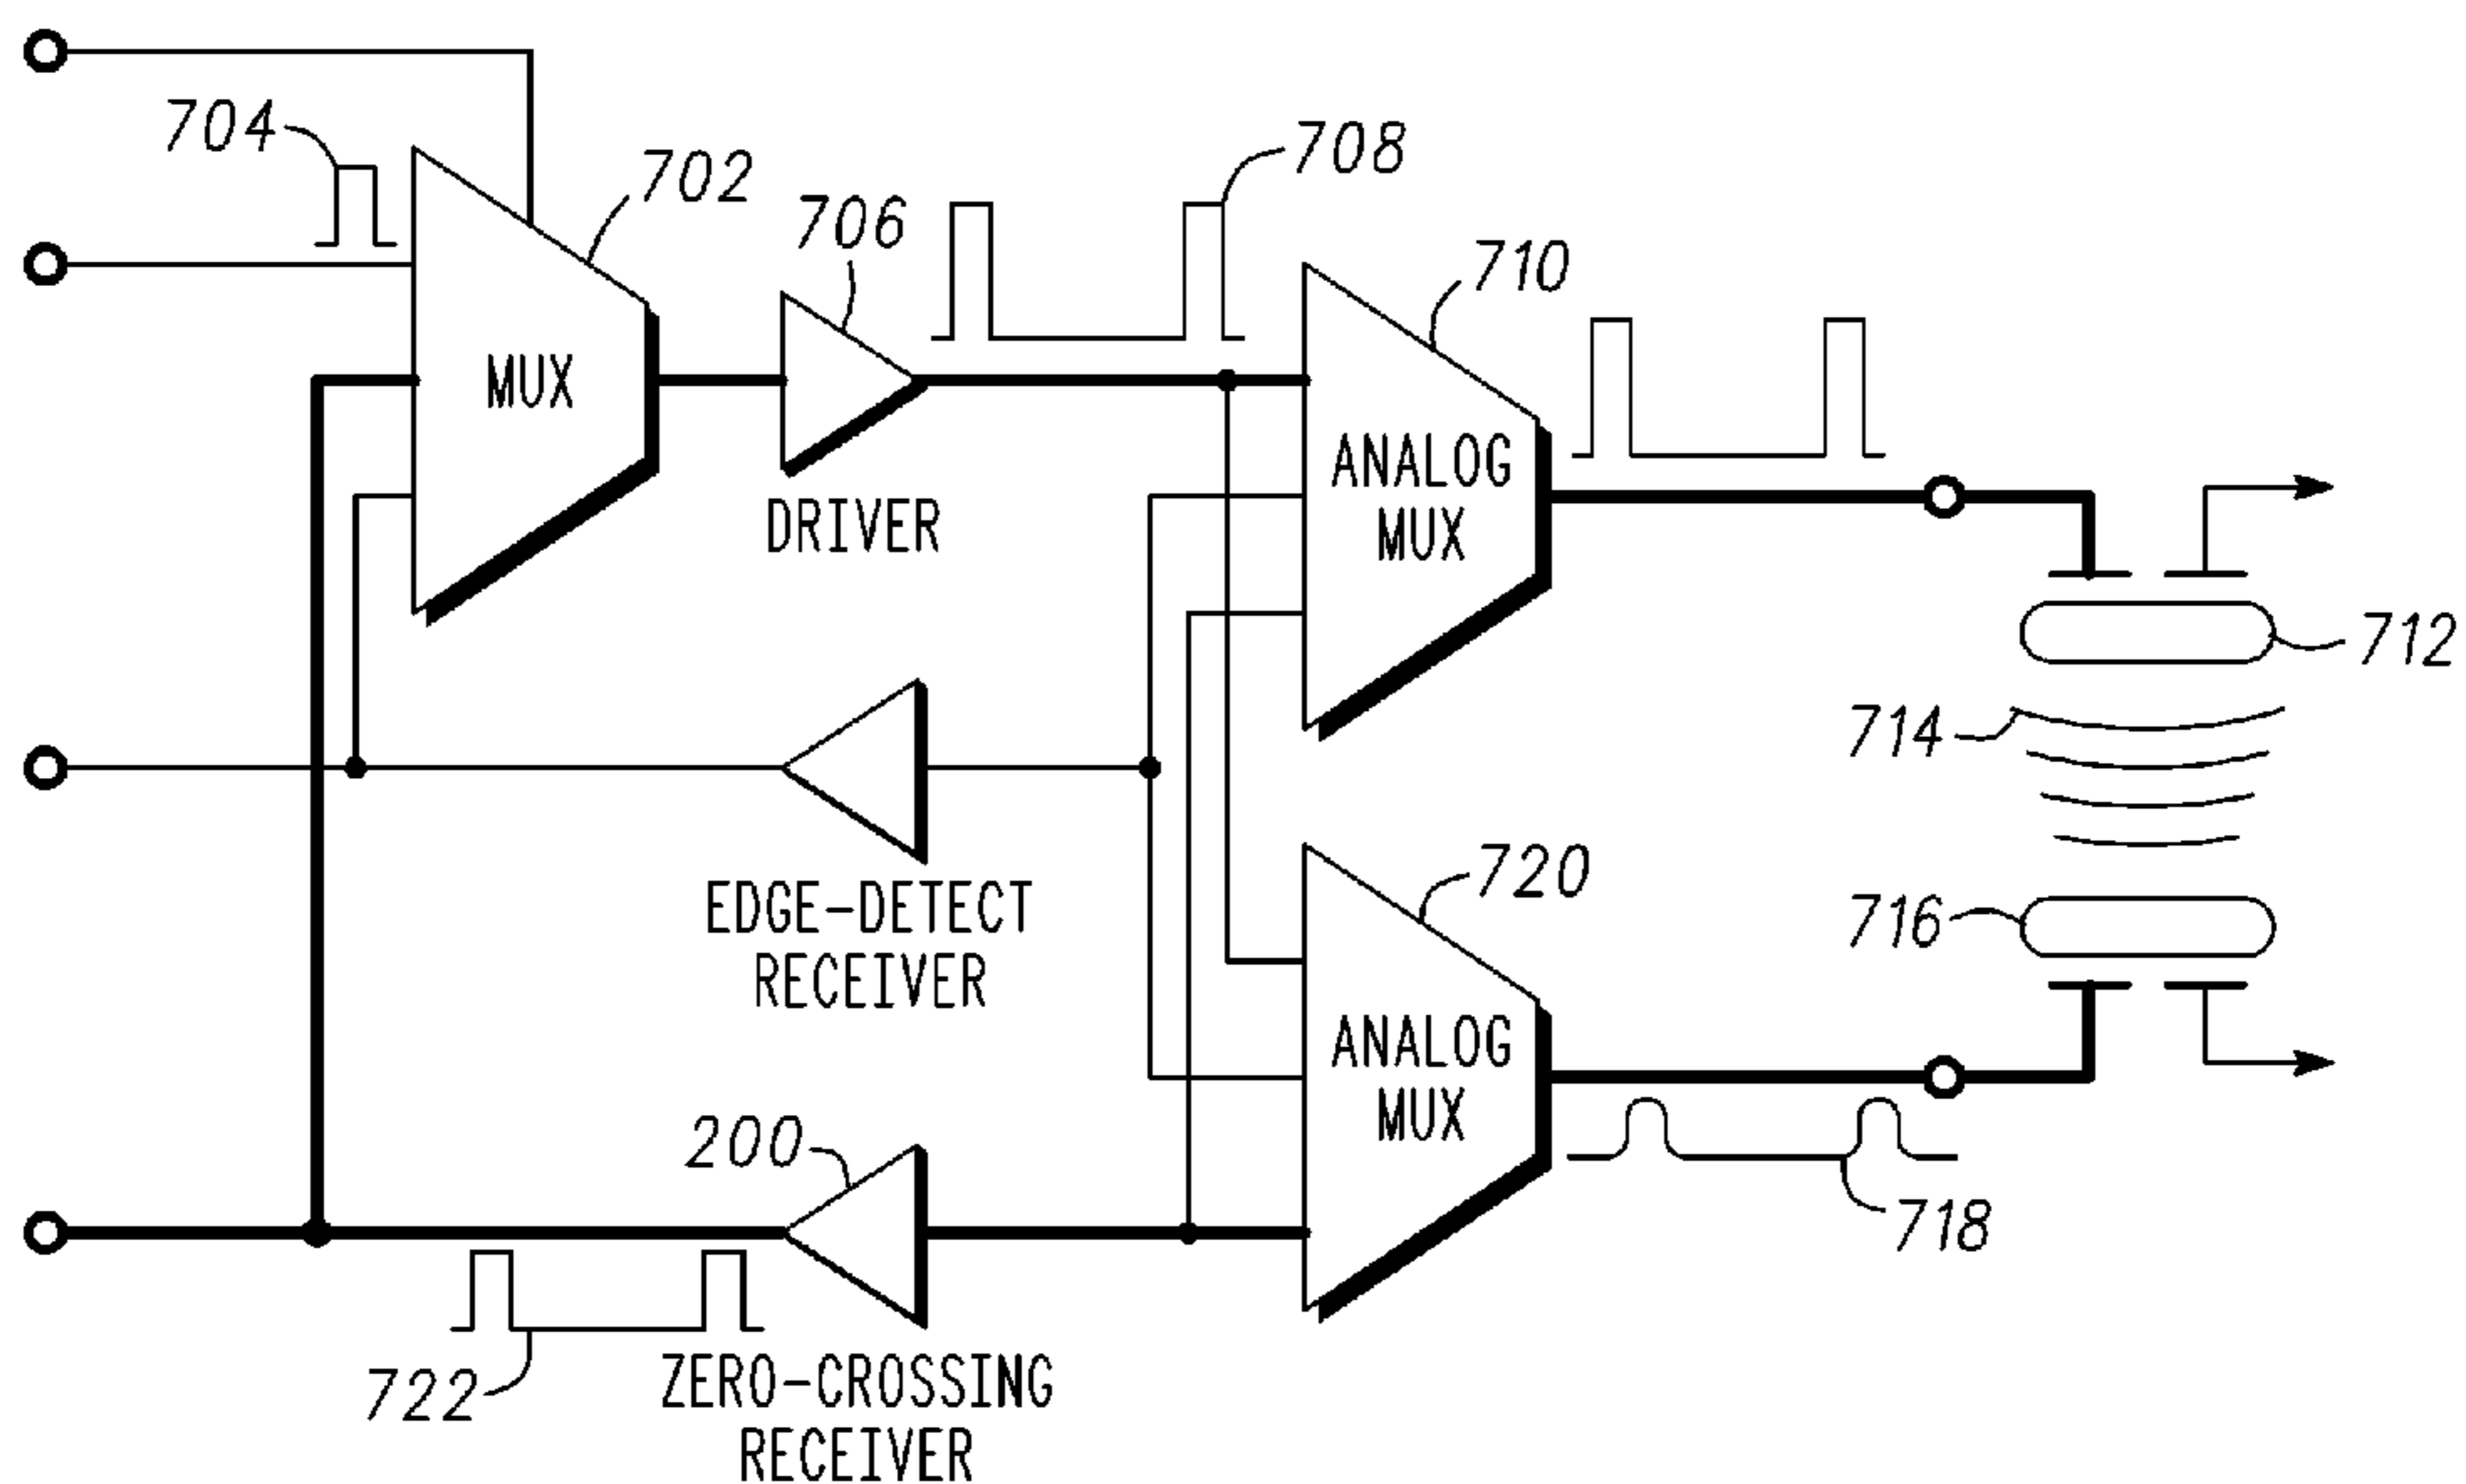 704
702
706
708
710
MUX
ANALOG
MUX
DRIVER
712
714
EDGE-DETECT
RECEIVER
720
716
ANALOG
MUX
200
718
722
ZERO-CROSSING
RECEIVER